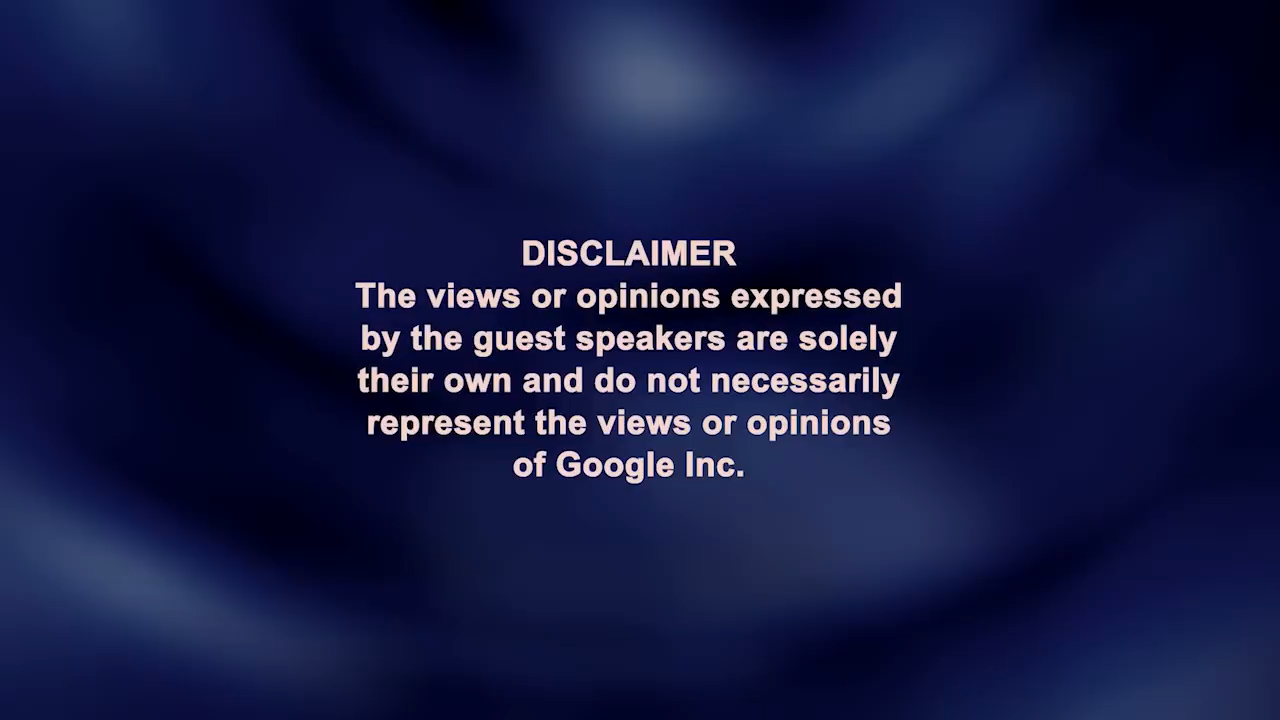 DISCLAIMER
The views or opinions expressed
by the guest speakers are solely
their own and do not necessarily
represent the views or opinions
of Google Inc.